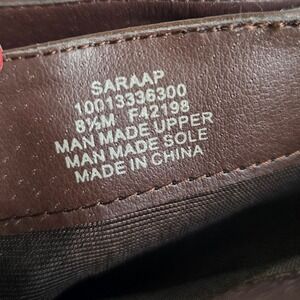 SARAAP
10013336300
8½M F42198
MAN MADE UPPER
MAN MADE SOLE
MADE IN CHINA